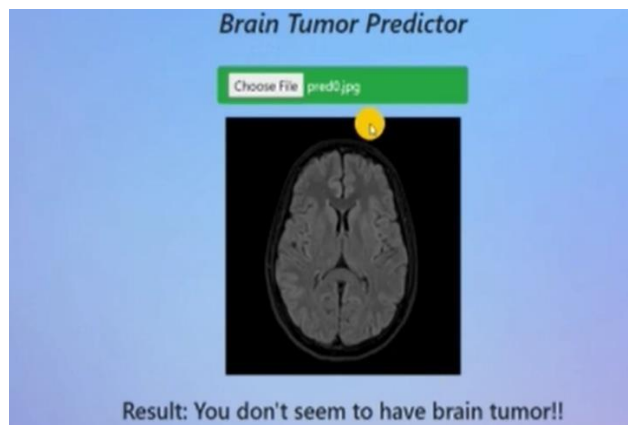 Brain Tumor Predictor
Choose File pred0.jpg
Result: You don't seem to have brain tumor!!